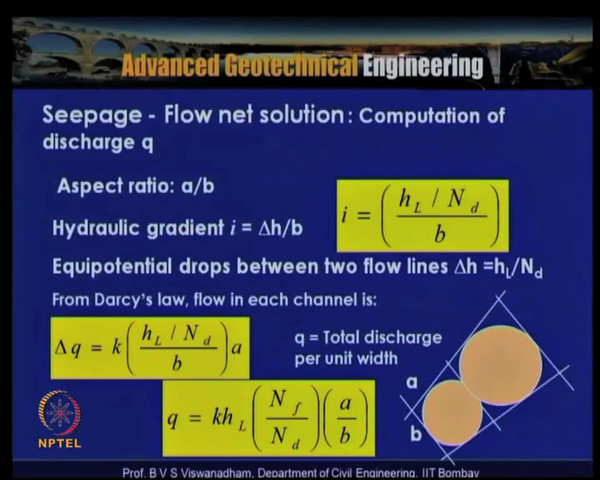 Advanced Geotechnical Engineering
Seepage - Flow net solution: Computation of
discharge q
Aspect ratio: a/b
Hydraulic gradient i = Δh/b
i = ( h_L / N_d / b )
Equipotential drops between two flow lines Δh =h_L/N_d
From Darcy's law, flow in each channel is:
Δq = k ( h_L / N_d / b ) a
q = Total discharge
per unit width
q = kh_L ( N_f / N_d ) ( a / b )
a
b
NPTEL
Prof. B V S Viswanadham, Department of Civil Engineering, IIT Bombay